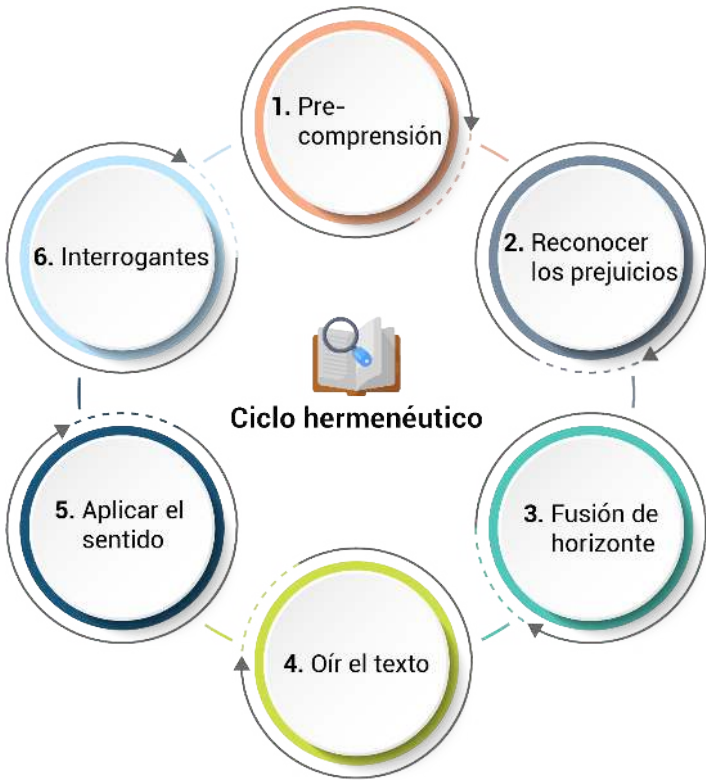 1. Pre-
comprensión
2. Reconocer
los prejuicios
3. Fusión de
horizonte
4. Oír el texto
5. Aplicar el
sentido
6. Interrogantes
Ciclo hermenéutico